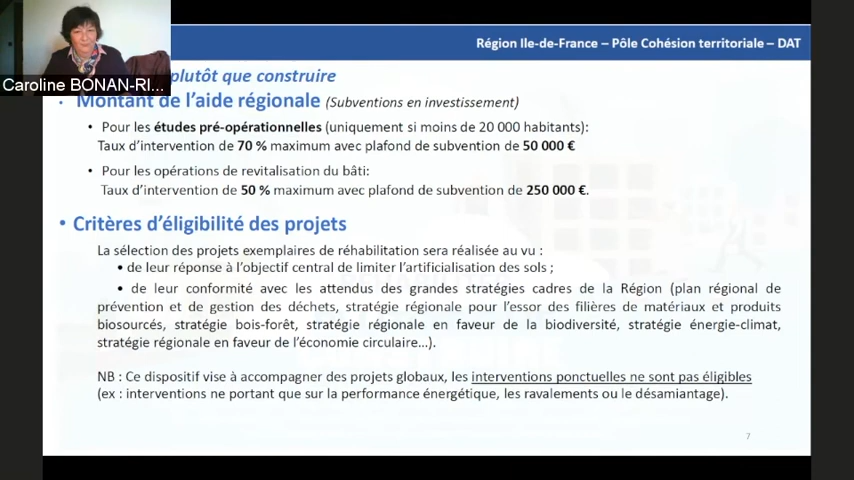 Région Ile-de-France – Pôle Cohésion territoriale – DAT
Caroline BONAN-RI...
plutôt que construire
• Montant de l'aide régionale (Subventions en investissement)
• Pour les études pré-opérationnelles (uniquement si moins de 20 000 habitants):
Taux d'intervention de 70 % maximum avec plafond de subvention de 50 000 €
• Pour les opérations de revitalisation du bâti:
Taux d'intervention de 50 % maximum avec plafond de subvention de 250 000 €.
• Critères d'éligibilité des projets
La sélection des projets exemplaires de réhabilitation sera réalisée au vu :
• de leur réponse à l'objectif central de limiter l'artificialisation des sols ;
• de leur conformité avec les attendus des grandes stratégies cadres de la Région (plan régional de
prévention et de gestion des déchets, stratégie régionale pour l'essor des filières de matériaux et produits
biosourcés, stratégie bois-forêt, stratégie régionale en faveur de la biodiversité, stratégie énergie-climat,
stratégie régionale en faveur de l'économie circulaire…).
NB : Ce dispositif vise à accompagner des projets globaux, les interventions ponctuelles ne sont pas éligibles
(ex : interventions ne portant que sur la performance énergétique, les ravalements ou le désamiantage).
7